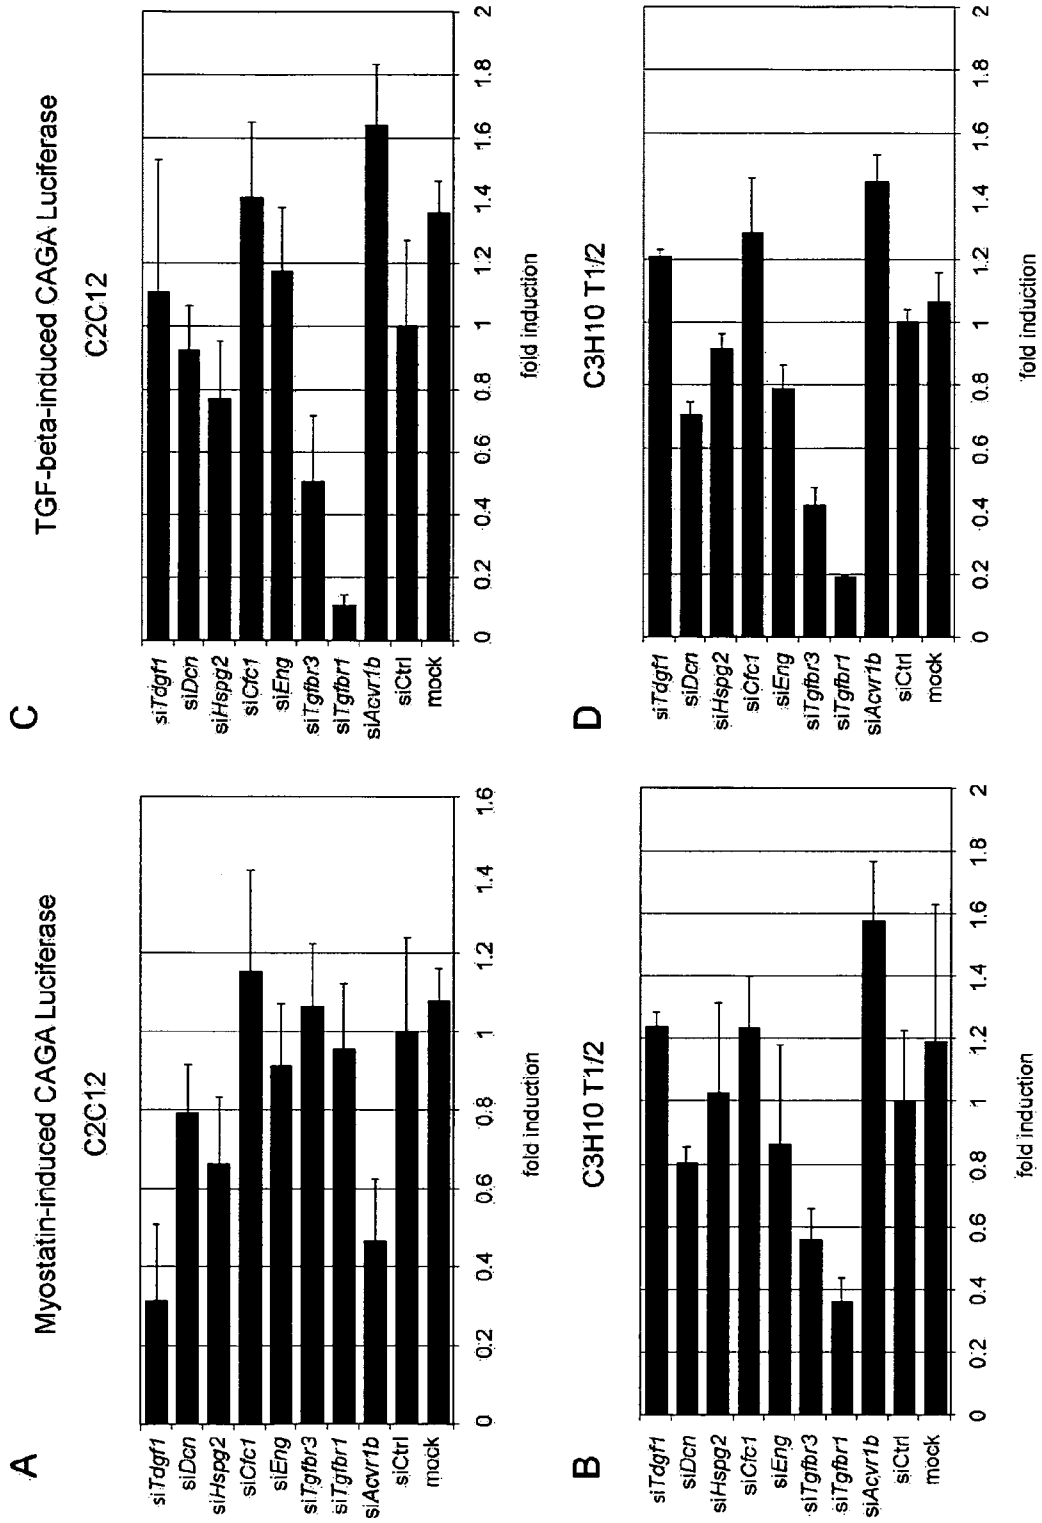 A
Myostatin-induced CAGA Luciferase
C2C12
siTdgf1
siDcn
siHspg2
siCfc1
siEng
siTgfbr3
siTgfbr1
siAcvr1b
siCtrl
mock
0 0.2 0.4 0.6 0.8 1 1.2 1.4 1.6
fold induction
B
C3H10 T1/2
siTdgf1
siDcn
siHspg2
siCfc1
siEng
siTgfbr3
siTgfbr1
siAcvr1b
siCtrl
mock
0 0.2 0.4 0.6 0.8 1 1.2 1.4 1.6 1.8 2
fold induction
C
TGF-beta-induced CAGA Luciferase
C2C12
siTdgf1
siDcn
siHspg2
siCfc1
siEng
siTgfbr3
siTgfbr1
siAcvr1b
siCtrl
mock
0 0.2 0.4 0.6 0.8 1 1.2 1.4 1.6 1.8 2
fold induction
D
C3H10 T1/2
siTdgf1
siDcn
siHspg2
siCfc1
siEng
siTgfbr3
siTgfbr1
siAcvr1b
siCtrl
mock
0 0.2 0.4 0.6 0.8 1 1.2 1.4 1.6 1.8 2
fold induction